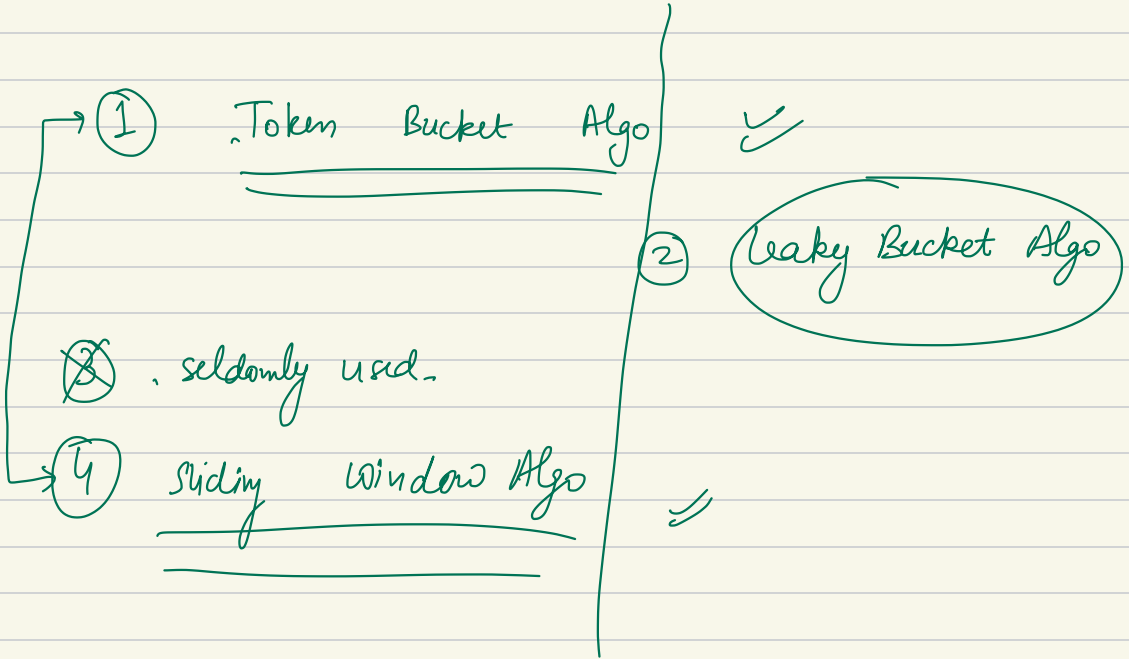 1 Token Bucket Algo
2 Leaky Bucket Algo
3 . seldomly used.
4 Sliding Window Algo